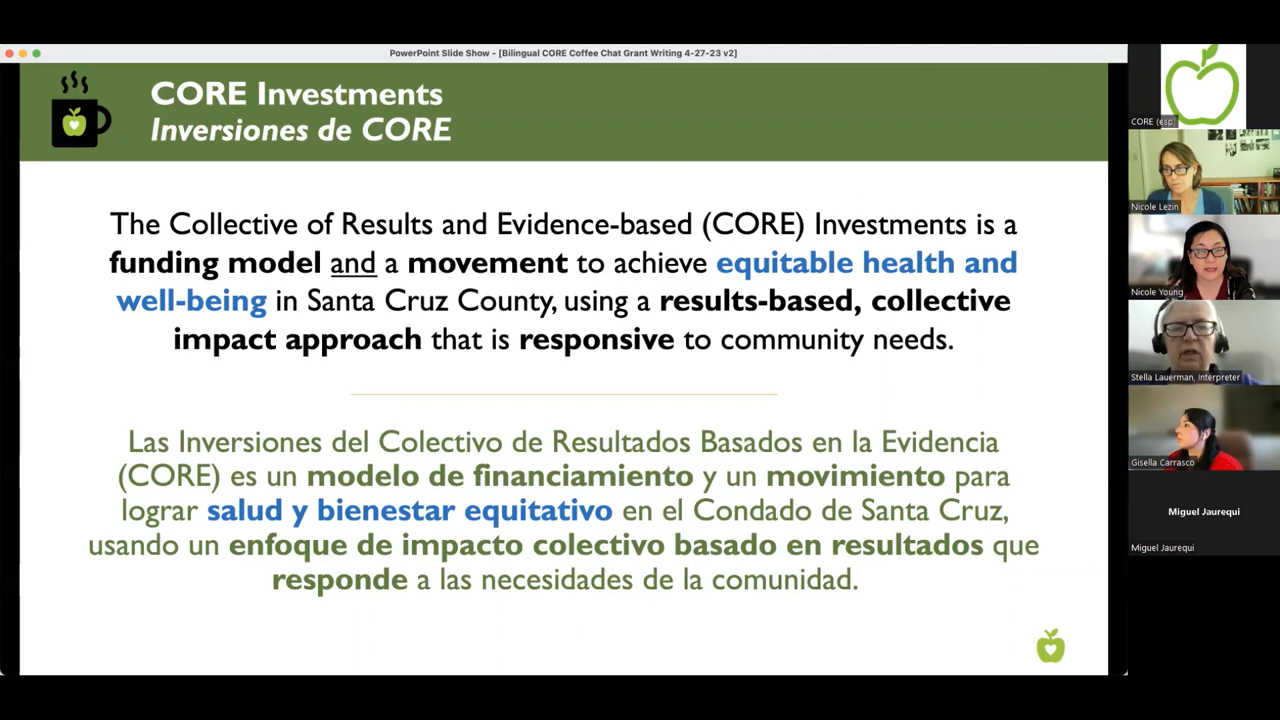 PowerPoint Slide Show - [Bilingual CORE Coffee Chat Grant Writing 4-27-23 v2]
CORE Investments
Inversiones de CORE
The Collective of Results and Evidence-based (CORE) Investments is a
funding model and a movement to achieve equitable health and
well-being in Santa Cruz County, using a results-based, collective
impact approach that is responsive to community needs.
Las Inversiones del Colectivo de Resultados Basados en la Evidencia
(CORE) es un modelo de financiamiento y un movimiento para
lograr salud y bienestar equitativo en el Condado de Santa Cruz,
usando un enfoque de impacto colectivo basado en resultados que
responde a las necesidades de la comunidad.
CORE (esp)
Nicole Lezin
Nicole Young
Stella Lauerman, Interpreter
Gisella Carrasco
Miguel Jaurequi
Miguel Jaurequi